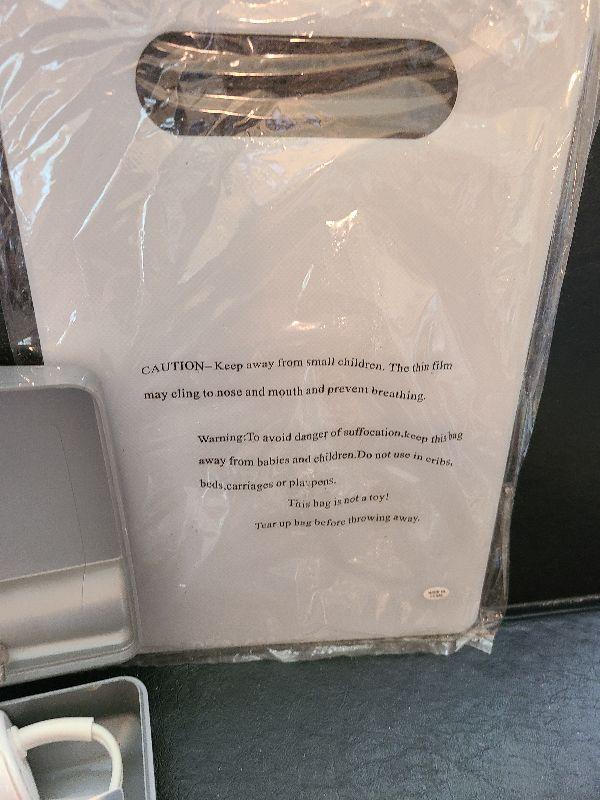 CAUTION–Keep away from small children. The thin film
may cling to nose and mouth and prevent breathing.
Warning:To avoid danger of suffocation,keep this bag
away from babies and children.Do not use in cribs,
beds,carriages or playpens.
This bag is not a toy!
Tear up bag before throwing away.